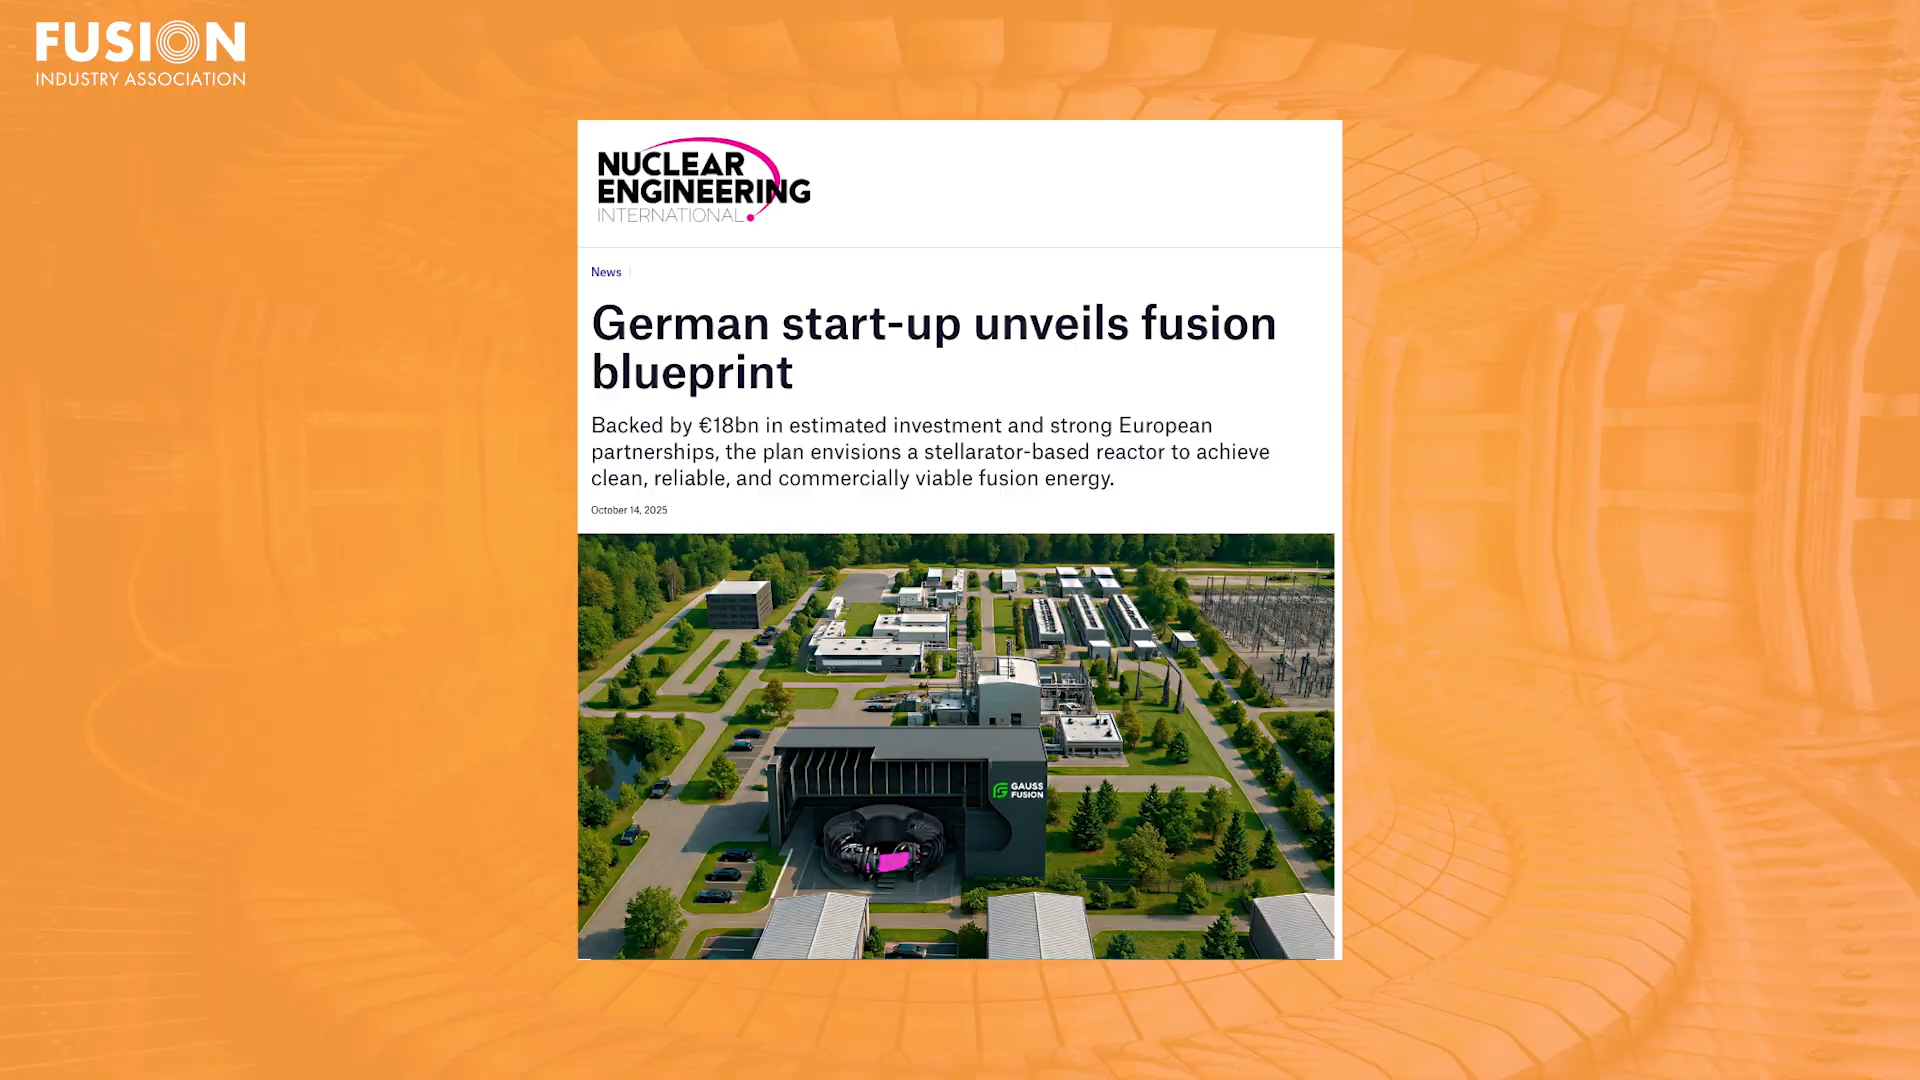 FUSION
INDUSTRY ASSOCIATION
NUCLEAR
ENGINEERING
INTERNATIONAL
News
German start-up unveils fusion
blueprint
Backed by €18bn in estimated investment and strong European
partnerships, the plan envisions a stellarator-based reactor to achieve
clean, reliable, and commercially viable fusion energy.
October 14, 2025
GAUSS
FUSION